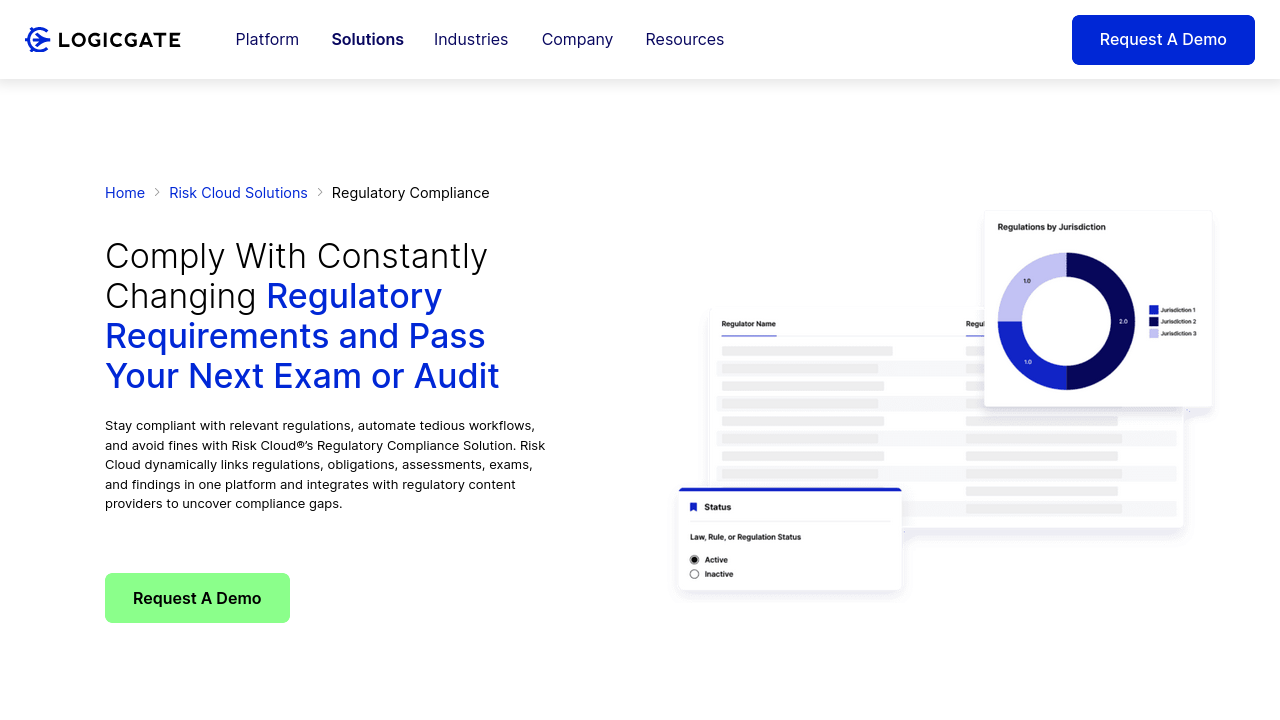 LOGICGATE
Platform
Solutions
Industries
Company
Resources
Request A Demo
Home
Risk Cloud Solutions
Regulatory Compliance
Comply With Constantly
Changing Regulatory
Requirements and Pass
Your Next Exam or Audit
Stay compliant with relevant regulations, automate tedious workflows,
and avoid fines with Risk Cloud®’s Regulatory Compliance Solution. Risk
Cloud dynamically links regulations, obligations, assessments, exams,
and findings in one platform and integrates with regulatory content
providers to uncover compliance gaps.
Request A Demo
Regulations by Jurisdiction
1.0
2.0
1.0
Jurisdiction 1
Jurisdiction 2
Jurisdiction 3
Regulator Name
Regul
Status
Law, Rule, or Regulation Status
Active
Inactive